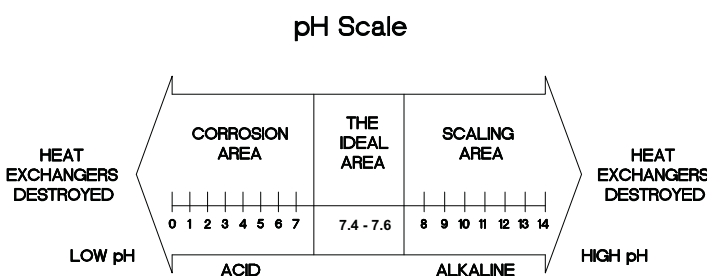 pH Scale
CORROSION
AREA
THE
IDEAL
AREA
SCALING
AREA
HEAT
EXCHANGERS
DESTROYED
HEAT
EXCHANGERS
DESTROYED
0 1 2 3 4 5 6 7
7.4 - 7.6
8 9 10 11 12 13 14
LOW pH
ACID
ALKALINE
HIGH pH